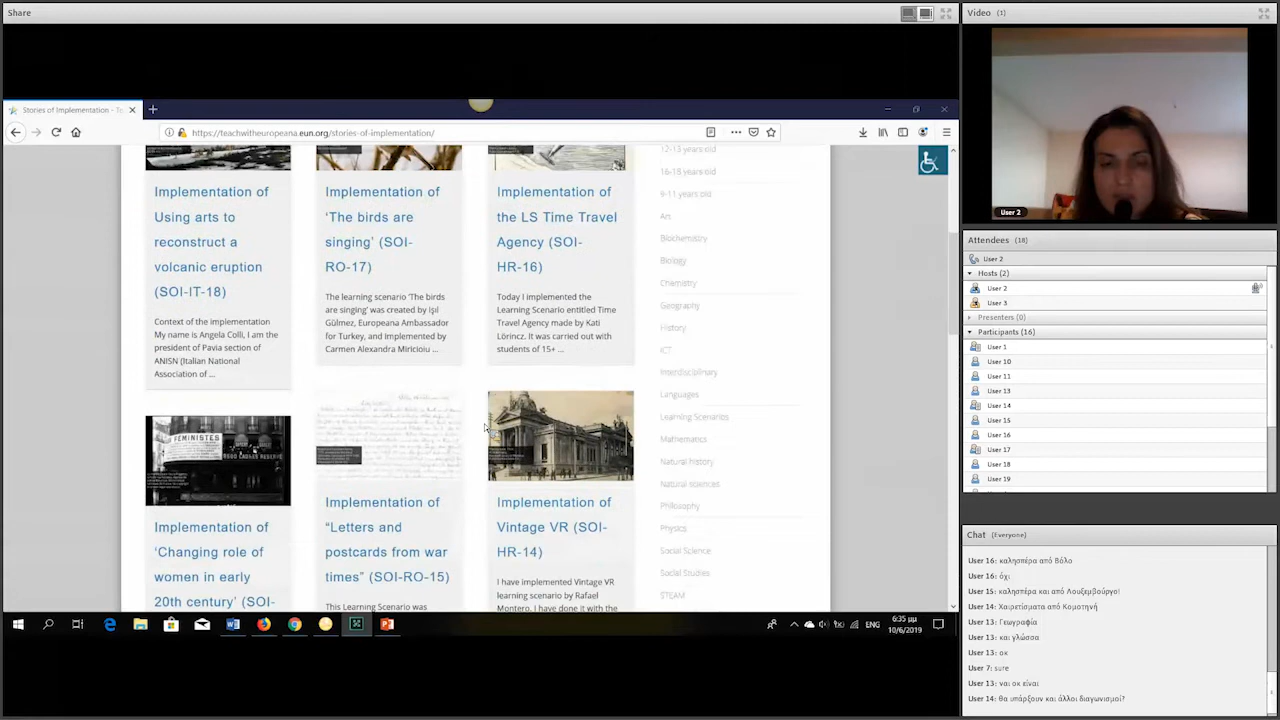 Share
Video (1)
Stories of Implementation - Te
https://teachwitheuropeana.eun.org/stories-of-implementation/
Implementation of
Using arts to
reconstruct a
volcanic eruption
(SOI-IT-18)
Context of the implementation
My name is Angela Colli, I am the
president of Pavia section of
ANISN (Italian National
Association of ...
Implementation of
‘The birds are
singing’ (SOI-
RO-17)
The learning scenario ‘The birds
are singing’ was created by Işıl
Gülmez, Europeana Ambassador
for Turkey, and implemented by
Carmen Alexandra Miricioiu ...
Implementation of
the LS Time Travel
Agency (SOI-
HR-16)
Today I implemented the
Learning Scenario entitled Time
Travel Agency made by Kati
Lőrincz. It was carried out with
students of 15+ ...
FEMINISTES
Implementation of
‘Changing role of
women in early
20th century’ (SOI-
Implementation of
“Letters and
postcards from war
times” (SOI-RO-15)
This Learning Scenario was
Implementation of
Vintage VR (SOI-
HR-14)
I have implemented Vintage VR
learning scenario by Rafael
Montero. I have done it with the
12-15 years old
16-18 years old
9-11 years old
Art
Biochemistry
Biology
Chemistry
Geography
History
ICT
Interdisciplinary
Languages
Learning Scenarios
Mathematics
Natural history
Natural sciences
Philosophy
Physics
Social Science
Social Studies
STEAM
ENG
6:35 μμ
10/6/2019
User 2
Attendees (18)
User 2
Hosts (2)
User 2
User 3
Presenters (0)
Participants (16)
User 1
User 10
User 11
User 13
User 14
User 15
User 16
User 17
User 18
User 19
Chat (Everyone)
User 16: καλησπέρα από Βόλο
User 16: όχι
User 15: καλησπέρα και από Λουξεμβούργο!
User 14: Χαιρετίσματα από Κομοτηνή
User 13: Γεωγραφία
User 13: και γλώσσα
User 13: οκ
User 7: sure
User 13: ναι οκ είναι
User 14: θα υπάρξουν και άλλοι διαγωνισμοί?